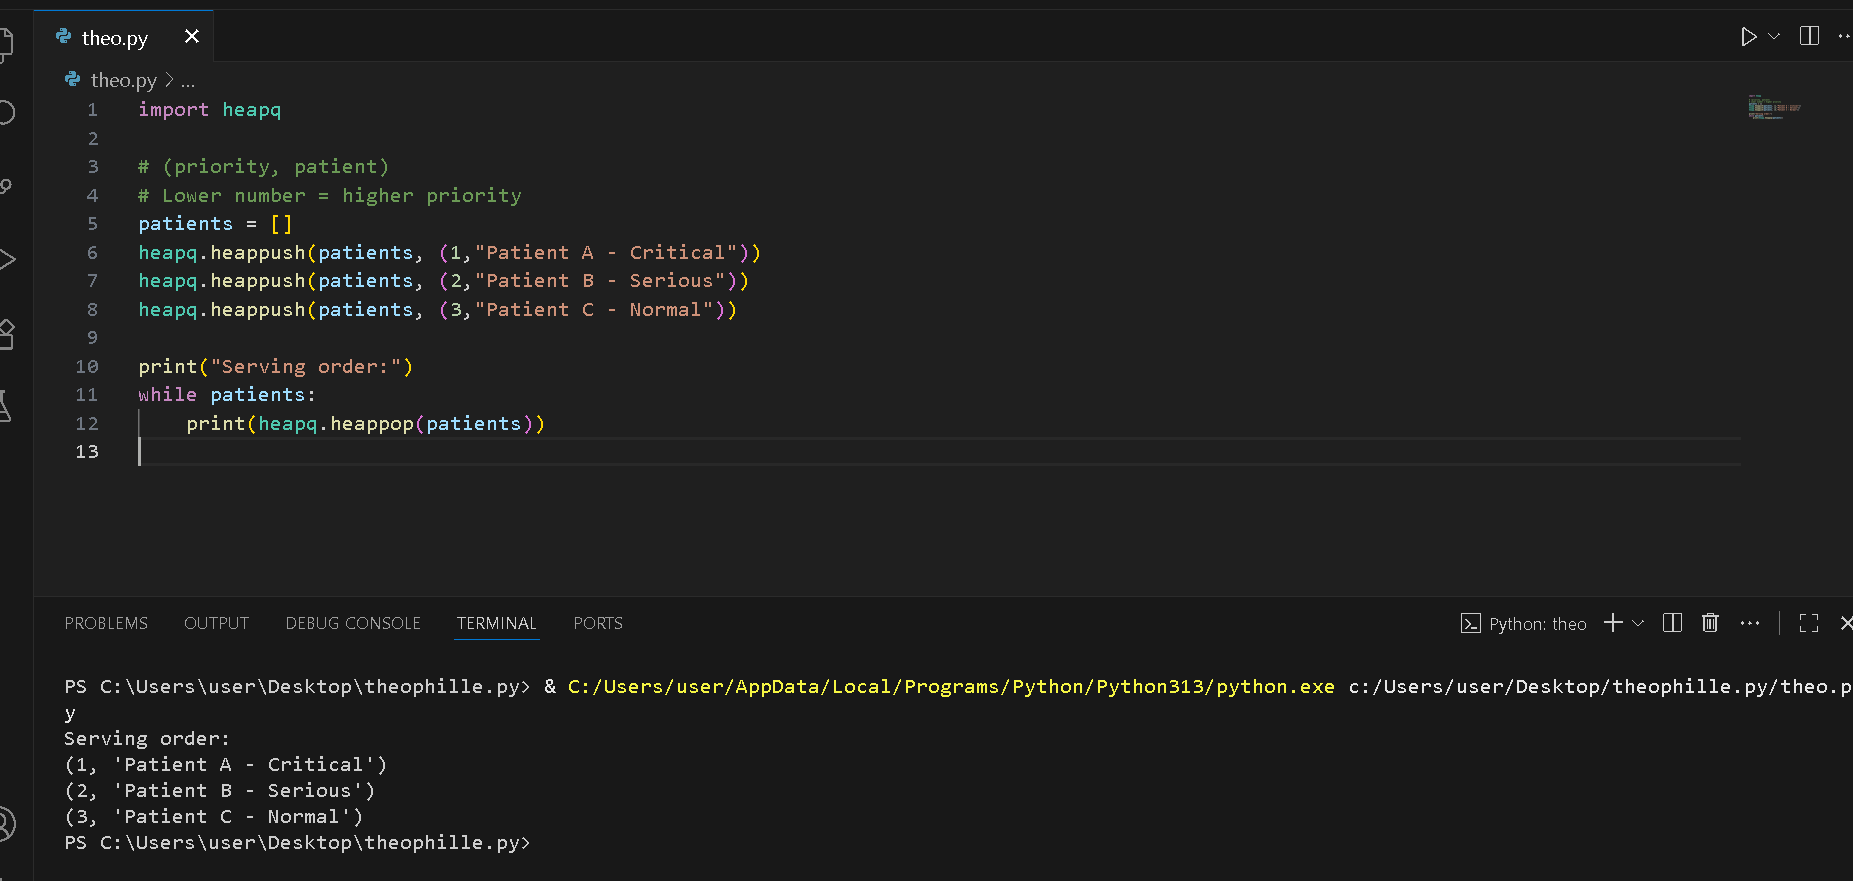 theo.py
theo.py > ...
1 import heapq
2
3 # (priority, patient)
4 # Lower number = higher priority
5 patients = []
6 heapq.heappush(patients, (1,"Patient A - Critical"))
7 heapq.heappush(patients, (2,"Patient B - Serious"))
8 heapq.heappush(patients, (3,"Patient C - Normal"))
9
10 print("Serving order:")
11 while patients:
12     print(heapq.heappop(patients))
13
PROBLEMS OUTPUT DEBUG CONSOLE TERMINAL PORTS Python: theo
PS C:\Users\user\Desktop\theophille.py> & C:/Users/user/AppData/Local/Programs/Python/Python313/python.exe c:/Users/user/Desktop/theophille.py/theo.p
y
Serving order:
(1, 'Patient A - Critical')
(2, 'Patient B - Serious')
(3, 'Patient C - Normal')
PS C:\Users\user\Desktop\theophille.py>